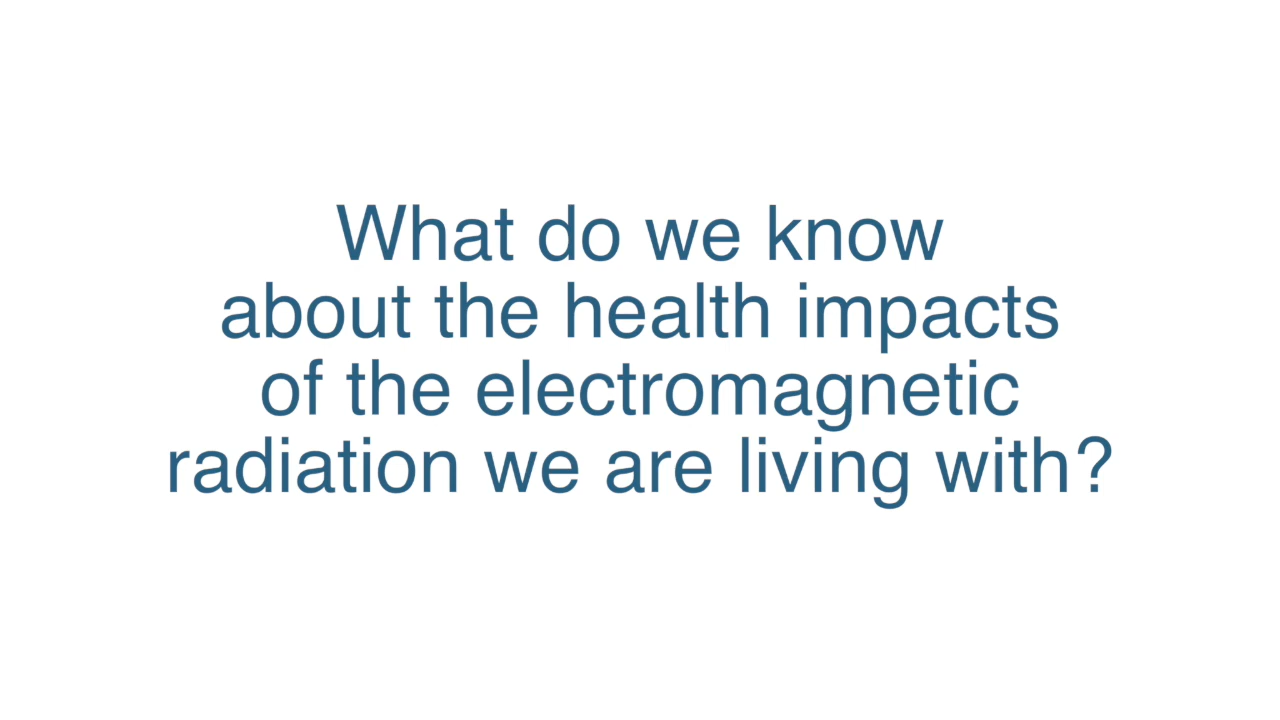 What do we know
about the health impacts
of the electromagnetic
radiation we are living with?